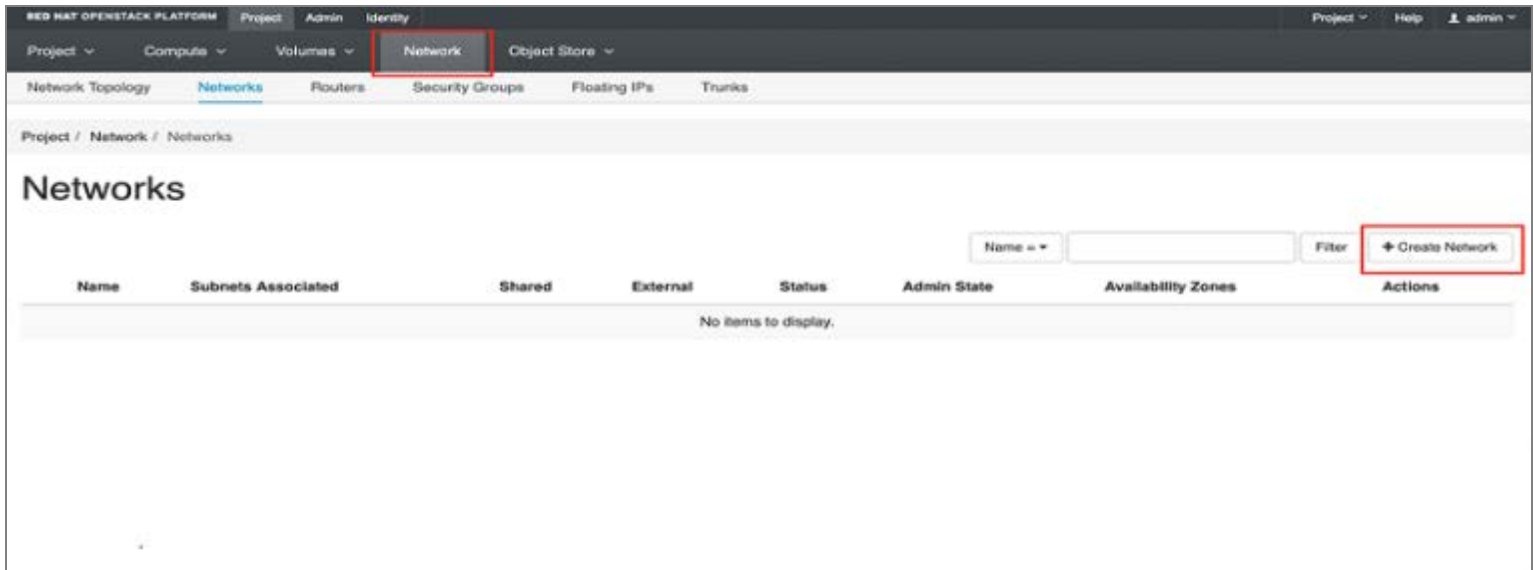 RED HAT OPENSTACK PLATFORM Project Admin Identity Project Help admin
Project Compute Volumes Network Object Store
Network Topology Networks Routers Security Groups Floating IPs Trunks
Project / Network / Networks
Networks
Name = Filter + Create Network
Name Subnets Associated Shared External Status Admin State Availability Zones Actions
No items to display.